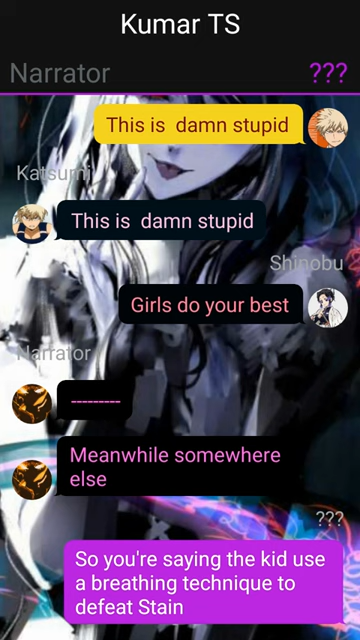 Kumar TS
Narrator
???
This is  damn stupid
Katsumi
This is  damn stupid
Shinobu
Girls do your best
Narrator
---------
Meanwhile somewhere
else
???
So you're saying the kid use
a breathing technique to
defeat Stain